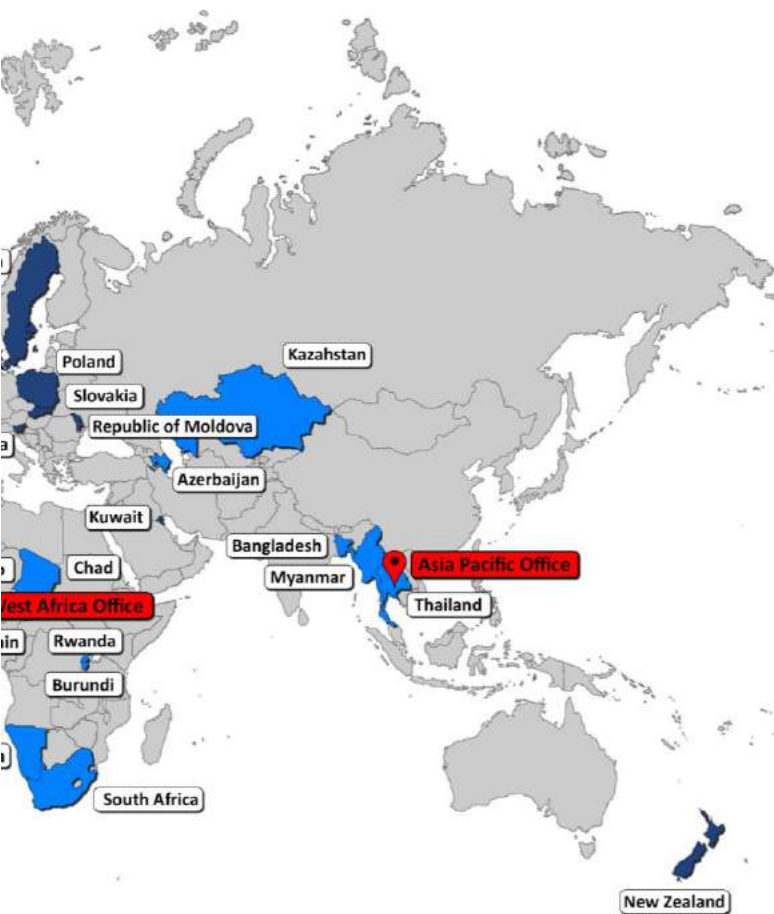 Poland
Kazahstan
Slovakia
Republic of Moldova
Azerbaijan
Kuwait
Bangladesh
Asia Pacific Office
Chad
Myanmar
Thailand
Africa Office
Rwanda
Burundi
South Africa
New Zealand